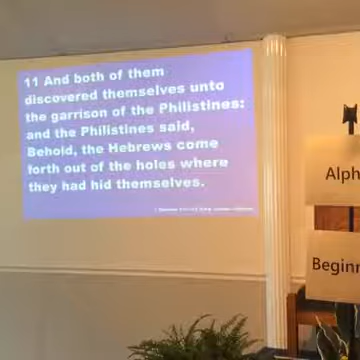 11 And both of them
discovered themselves unto
the garrison of the Philistines:
and the Philistines said,
Behold, the Hebrews come
forth out of the holes where
they had hid themselves.
Alph
Beginn